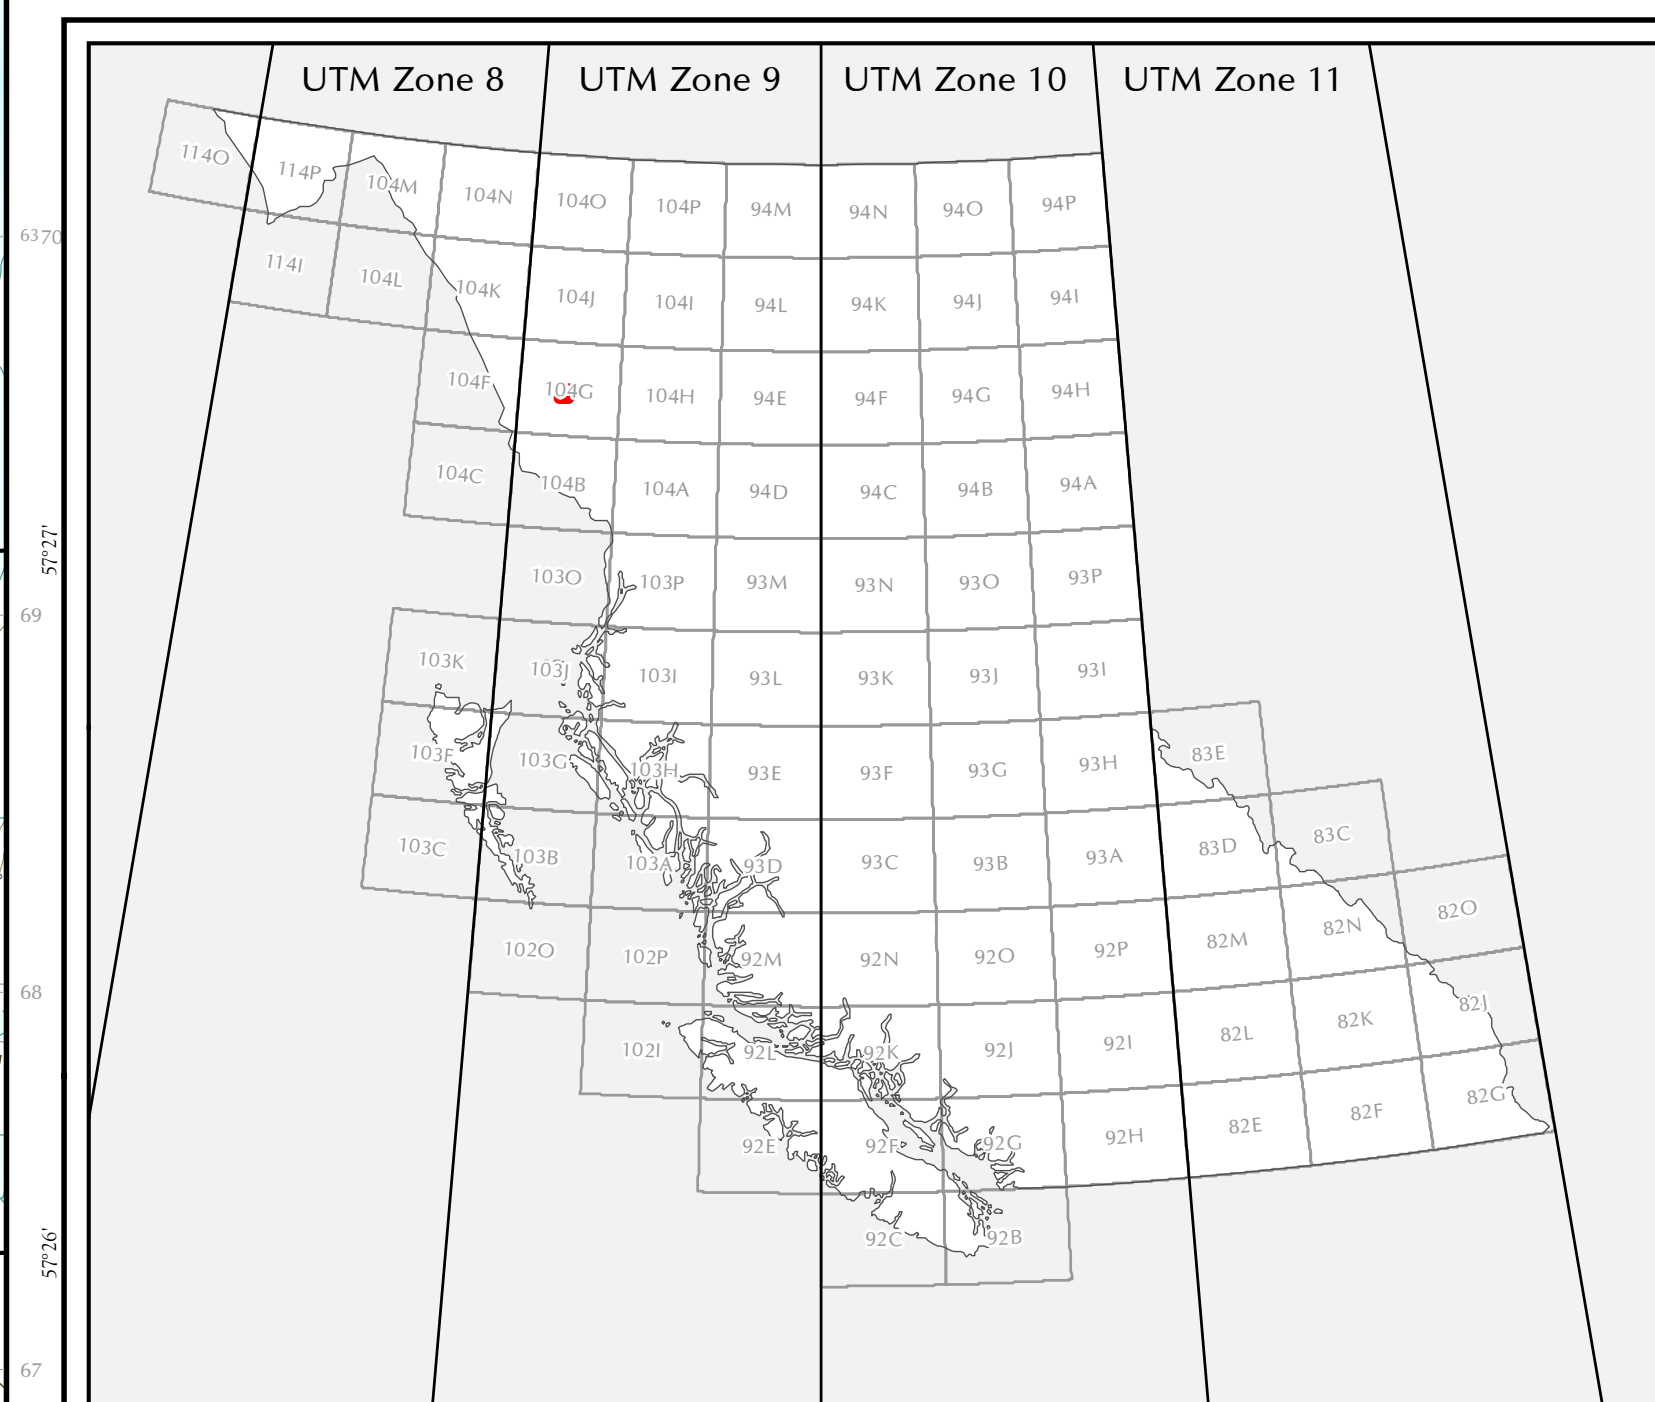 UTM Zone 8 UTM Zone 9 UTM Zone 10 UTM Zone 11
114O 114P 104M 104N 104O 104P 94M 94N 94O 94P
6370
114I 104L 104K 104J 104I 94L 94K 94J 94I
104F 104G 104H 94E 94F 94G 94H
104C 104B 104A 94D 94C 94B 94A
57°27'
103O 103P 93M 93N 93O 93P
69
103K 103J 103I 93L 93K 93J 93I
103F 103G 103H 93E 93F 93G 93H 83E
103C 103B 103A 93D 93C 93B 93A 83D 83C
102O 102P 92M 92N 92O 92P 82M 82N 82O
68
102I 92L 92K 92J 92I 82L 82K 82J
92E 92F 92G 92H 82E 82F 82G
57°26'
92C 92B
67